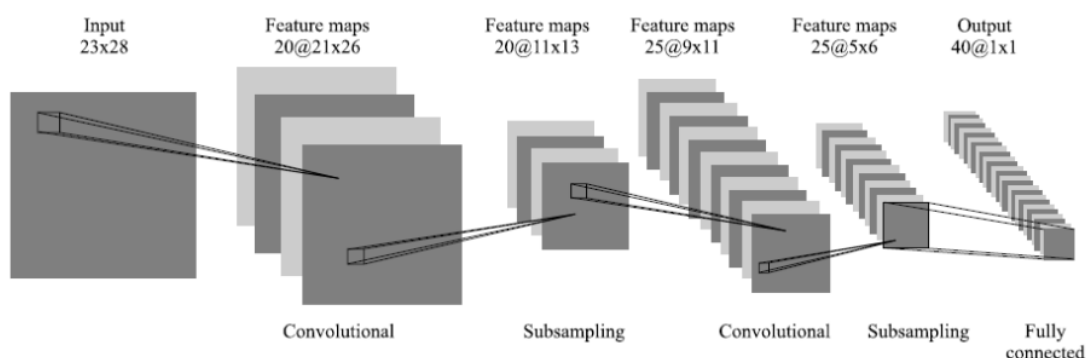 Input
23x28
Feature maps
20@21x26
Feature maps
20@11x13
Feature maps
25@9x11
Feature maps
25@5x6
Output
40@1x1
Convolutional
Subsampling
Convolutional
Subsampling
Fully
connected